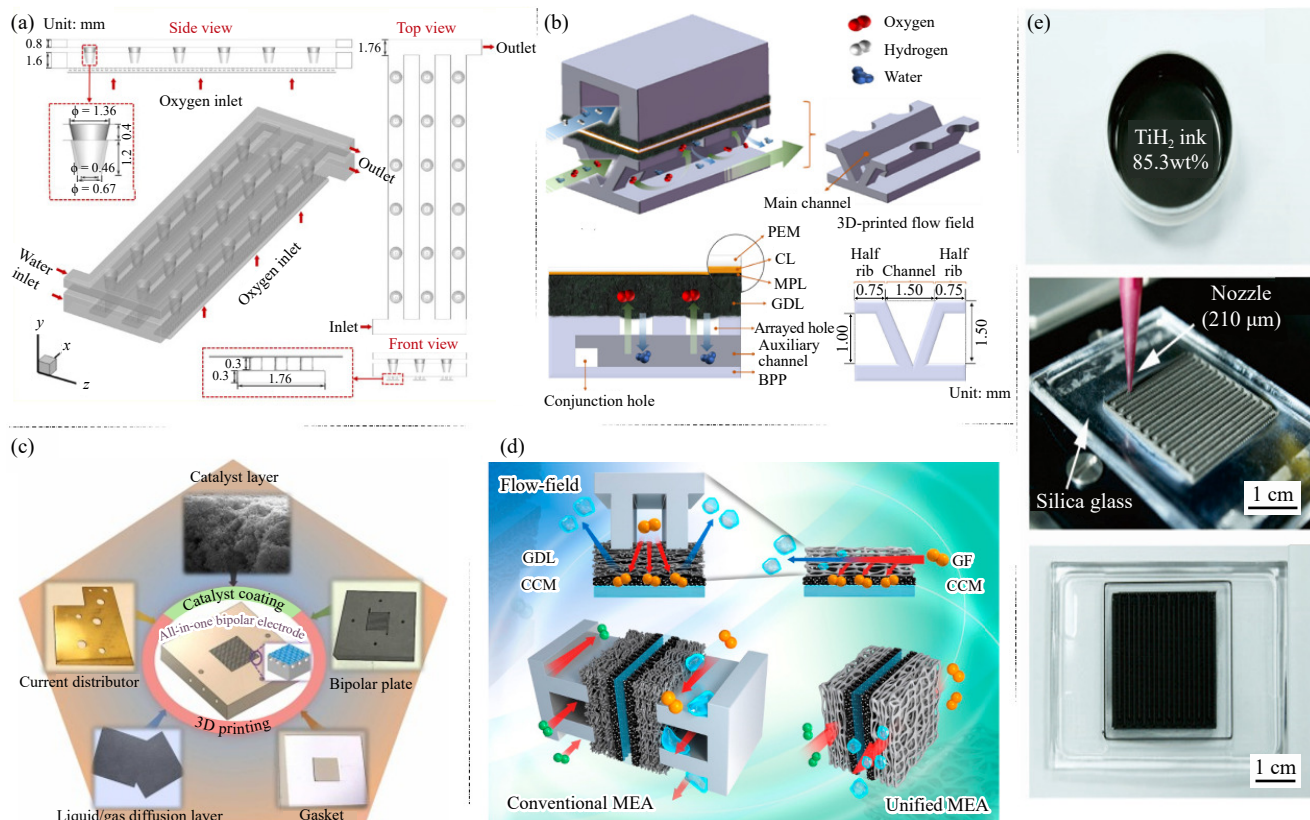 (a)
Unit: mm
Side view
0.8
1.6
Oxygen inlet
ϕ = 1.36
0.4
1.2
ϕ = 0.46
ϕ = 0.67
Top view
1.76
Outlet
Outlet
Water
inlet
Oxygen inlet
Inlet
y
x
z
Front view
0.3
0.3
1.76
(b)
Oxygen
Hydrogen
Water
Main channel
3D-printed flow field
PEM
CL
MPL
GDL
Arrayed hole
Auxiliary
channel
BPP
Conjunction hole
Half
rib
Channel
Half
rib
0.75
1.50
0.75
1.00
1.50
Unit: mm
(c)
Catalyst layer
Catalyst coating
All-in-one bipolar electrode
3D printing
Current distributor
Bipolar plate
Liquid/gas diffusion layer
Gasket
(d)
Flow-field
GDL
CCM
GF
CCM
Conventional MEA
Unified MEA
(e)
TiH₂ ink
85.3wt%
Nozzle
(210 μm)
Silica glass
1 cm
1 cm